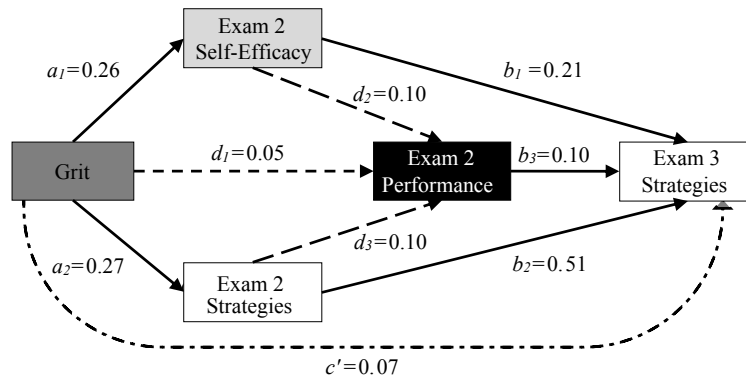 Exam 2
Self-Efficacy
a₁=0.26
b₁=0.21
d₂=0.10
d₁=0.05
Grit
Exam 2
Performance
b₃=0.10
Exam 3
Strategies
a₂=0.27
d₃=0.10
b₂=0.51
Exam 2
Strategies
c′=0.07